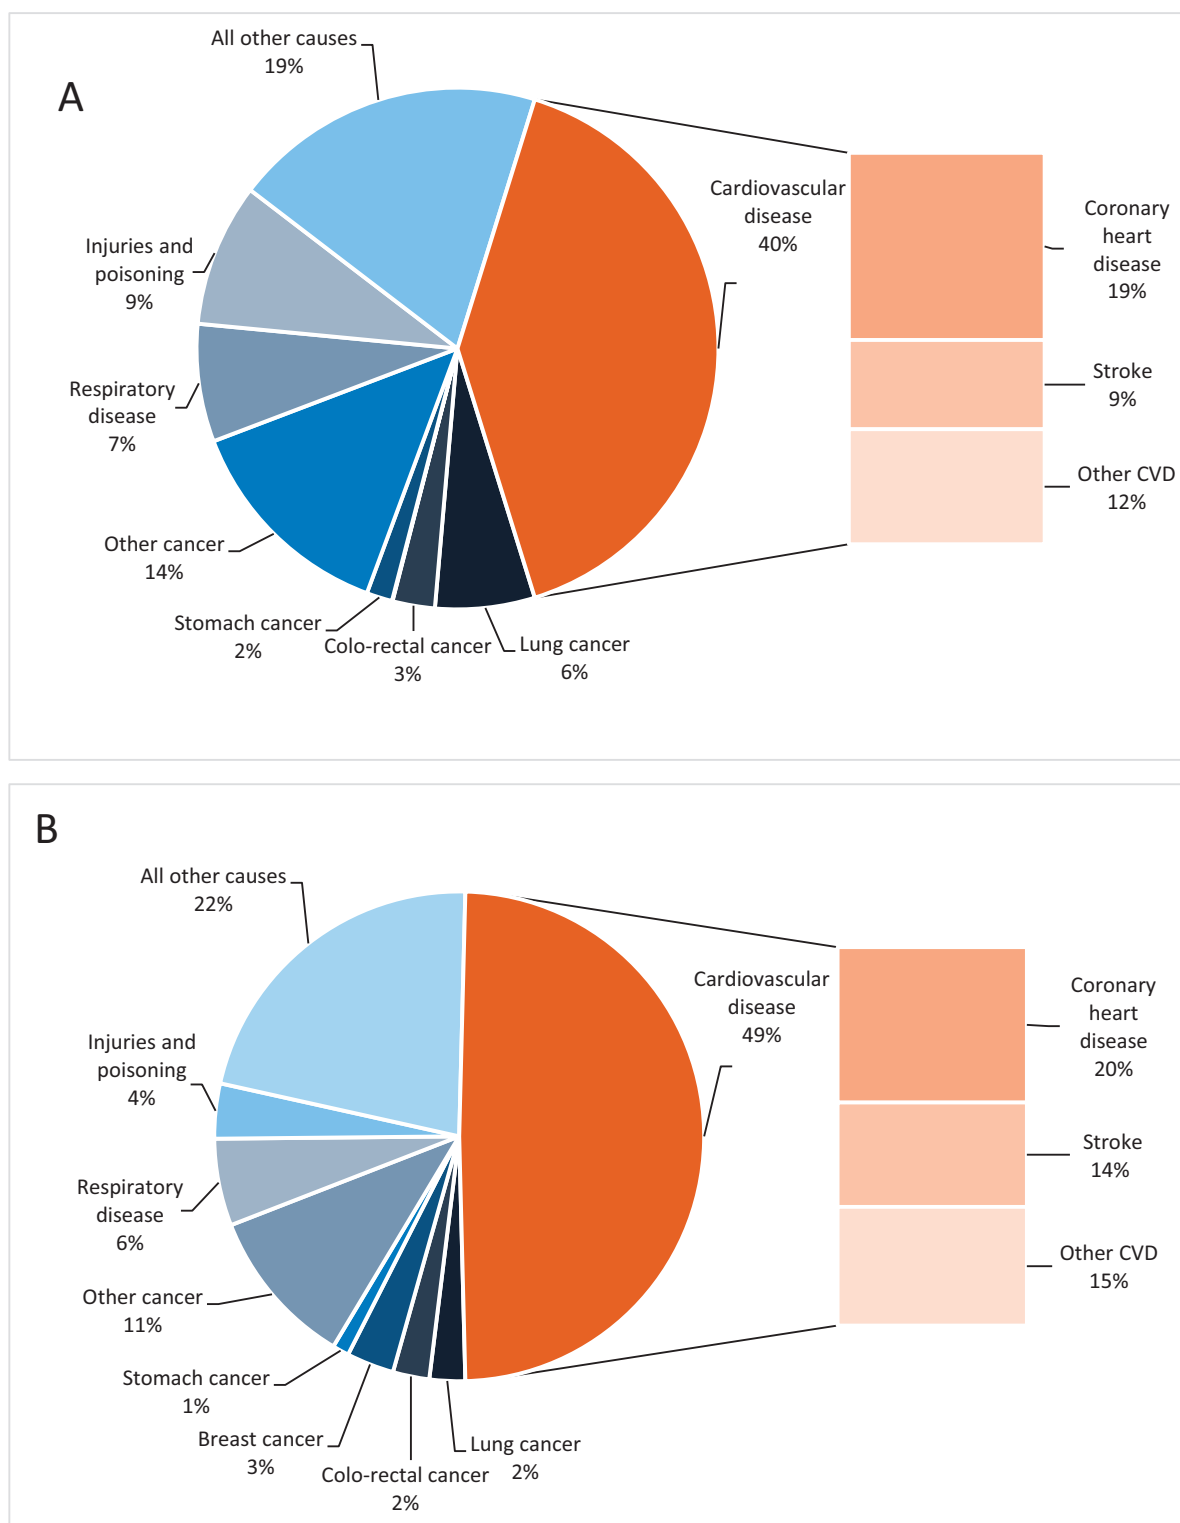 A
All other causes
19%
Cardiovascular
disease
40%
Coronary
heart
disease
19%
Stroke
9%
Other CVD
12%
Injuries and
poisoning
9%
Respiratory
disease
7%
Other cancer
14%
Stomach cancer
2%
Colo-rectal cancer
3%
Lung cancer
6%
B
All other causes
22%
Cardiovascular
disease
49%
Coronary
heart
disease
20%
Stroke
14%
Other CVD
15%
Injuries and
poisoning
4%
Respiratory
disease
6%
Other cancer
11%
Stomach cancer
1%
Breast cancer
3%
Colo-rectal cancer
2%
Lung cancer
2%